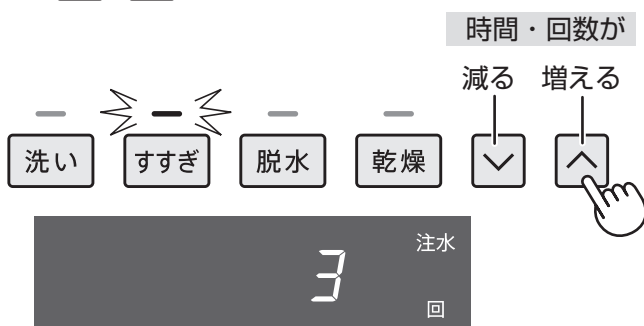 時間・回数が
減る 増える
洗い すすぎ 脱水 乾燥
注水
3
回